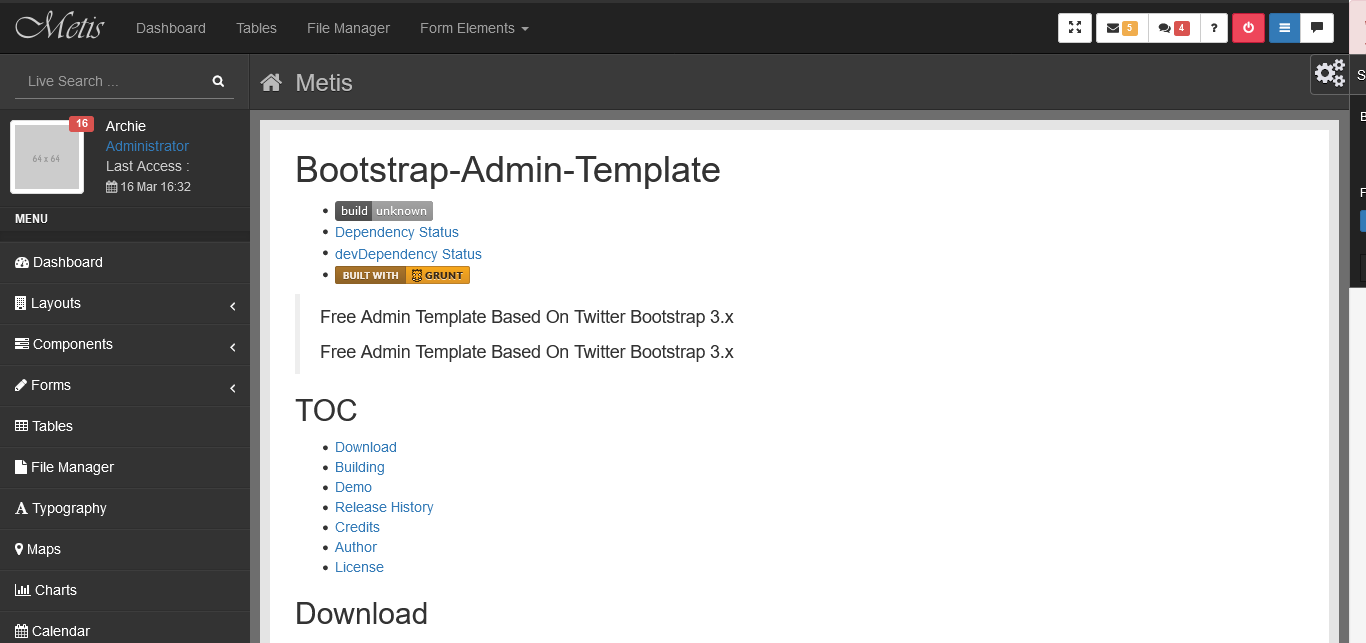 Metis
Dashboard
Tables
File Manager
Form Elements
5
4
?
Live Search ...
Metis
S
16
Archie
Administrator
Last Access :
16 Mar 16:32
64 x 64
MENU
Dashboard
Layouts
Components
Forms
Tables
File Manager
Typography
Maps
Charts
Calendar
Bootstrap-Admin-Template
build unknown
Dependency Status
devDependency Status
BUILT WITH GRUNT
Free Admin Template Based On Twitter Bootstrap 3.x
Free Admin Template Based On Twitter Bootstrap 3.x
TOC
Download
Building
Demo
Release History
Credits
Author
License
Download